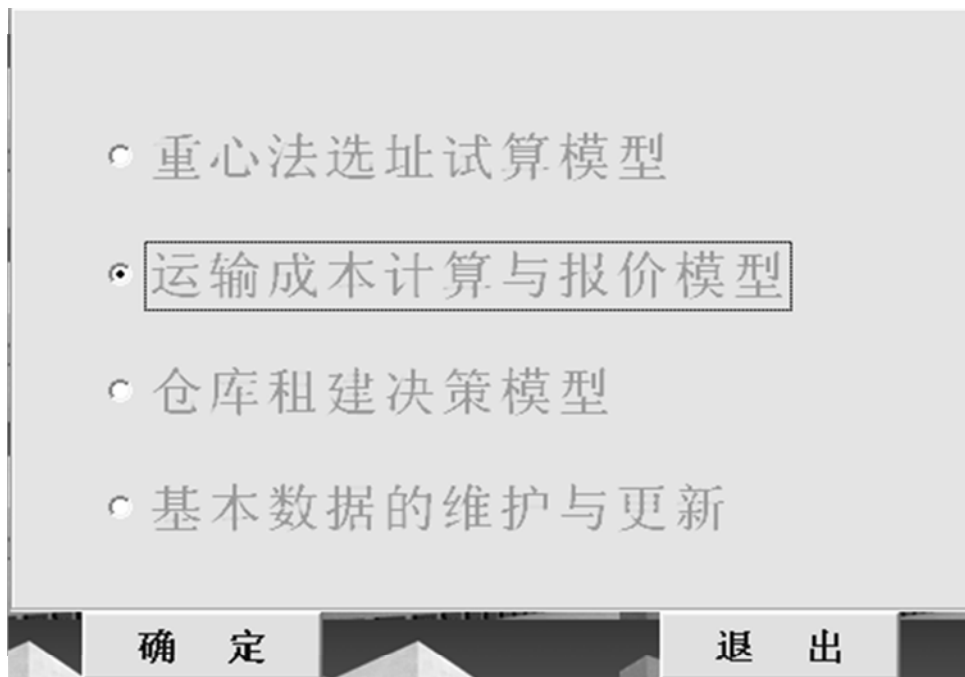 重心法选址试算模型
运输成本计算与报价模型
仓库租建决策模型
基本数据的维护与更新
确 定 退 出